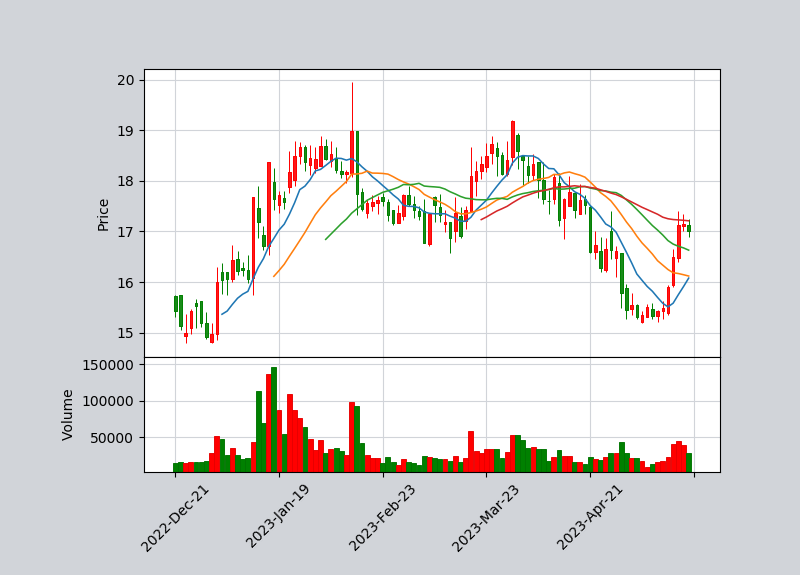 20
19
18
17
16
15
Price
150000
100000
50000
Volume
2022-Dec-21
2023-Jan-19
2023-Feb-23
2023-Mar-23
2023-Apr-21